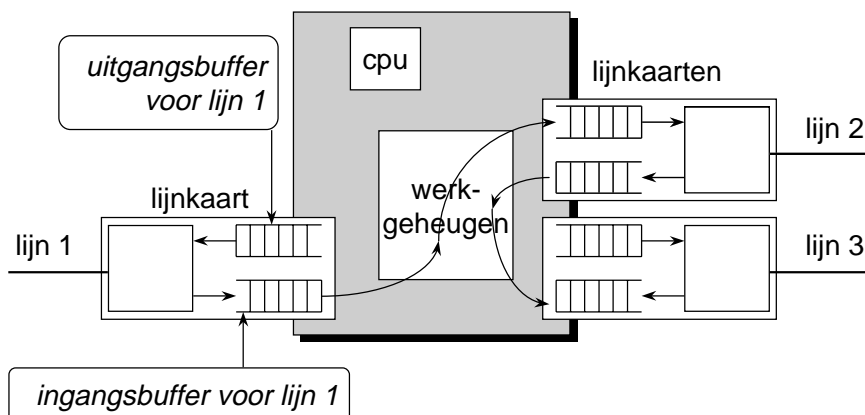 uitgangsbuffer
voor lijn 1
cpu
lijnkaarten
lijn 2
werk-
geheugen
lijnkaart
lijn 1
lijn 3
ingangsbuffer voor lijn 1